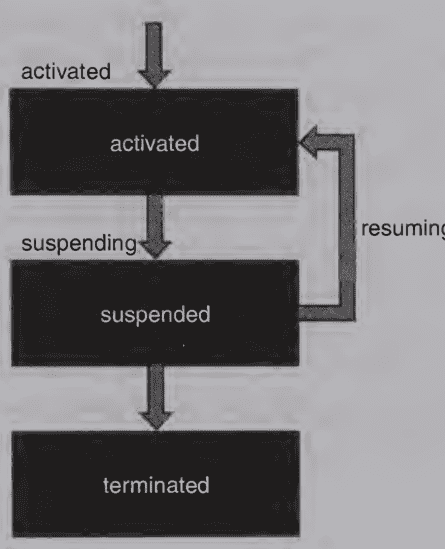 activated
activated
suspending
resuming
suspended
terminated